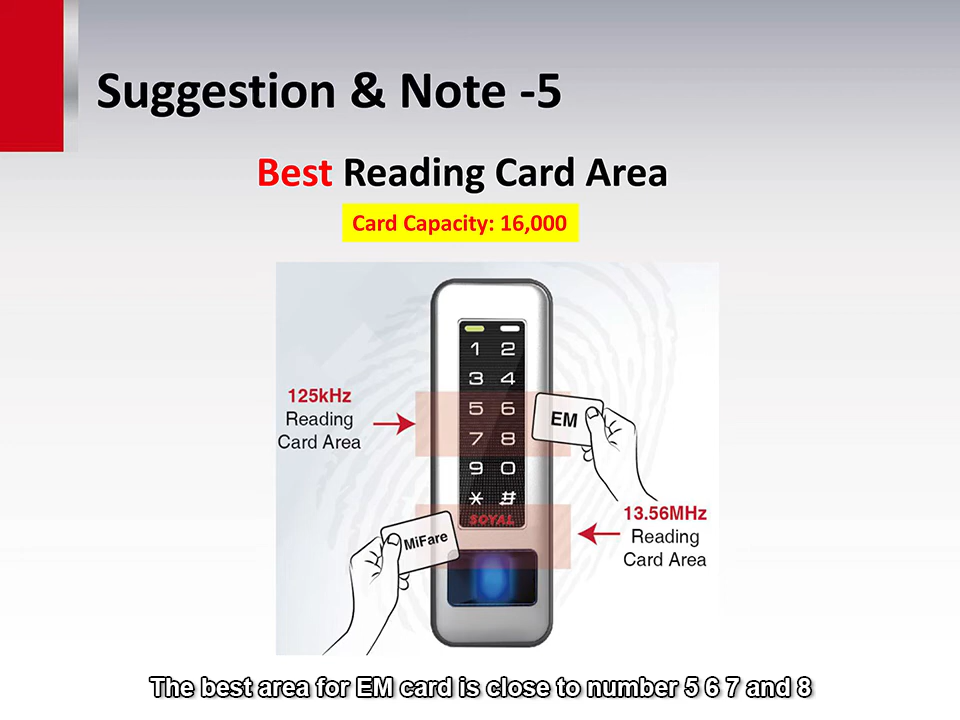 Suggestion & Note -5
Best Reading Card Area
Card Capacity: 16,000
1 2
3 4
125kHz
Reading
Card Area
5 6
7 8
EM
9 0
* #
SOYAL
MiFare
13.56MHz
Reading
Card Area
The best area for EM card is close to number 5 6 7 and 8